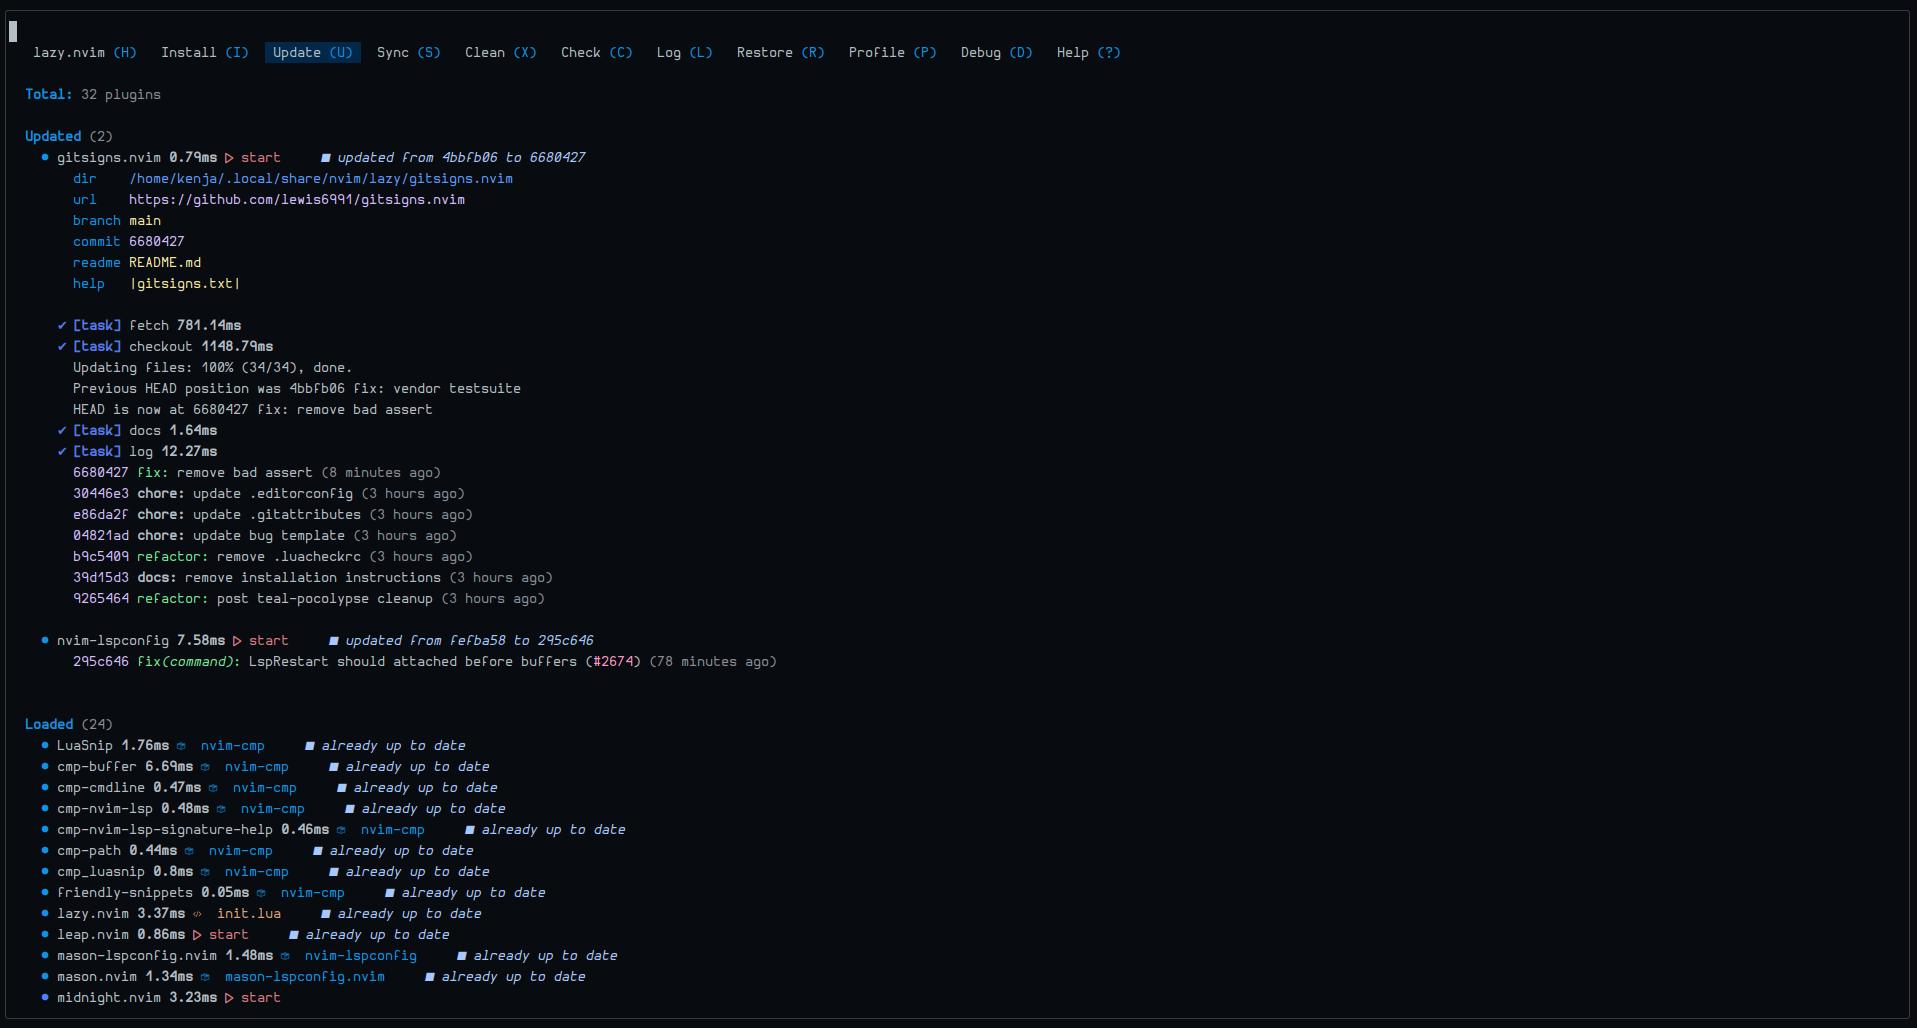 lazy.nvim (H) Install (I) Update (U) Sync (S) Clean (X) Check (C) Log (L) Restore (R) Profile (P) Debug (D) Help (?)
Total: 32 plugins
Updated (2)
● gitsigns.nvim 0.79ms ▷ start ■ updated from 4bbfb06 to 6680427
dir /home/kenja/.local/share/nvim/lazy/gitsigns.nvim
url https://github.com/lewis6991/gitsigns.nvim
branch main
commit 6680427
readme README.md
help |gitsigns.txt|
✔ [task] fetch 781.14ms
✔ [task] checkout 1148.79ms
Updating files: 100% (34/34), done.
Previous HEAD position was 4bbfb06 fix: vendor testsuite
HEAD is now at 6680427 fix: remove bad assert
✔ [task] docs 1.64ms
✔ [task] log 12.27ms
6680427 fix: remove bad assert (8 minutes ago)
30446e3 chore: update .editorconfig (3 hours ago)
e86da2f chore: update .gitattributes (3 hours ago)
04821ad chore: update bug template (3 hours ago)
b9c5409 refactor: remove .luacheckrc (3 hours ago)
39d15d3 docs: remove installation instructions (3 hours ago)
9265464 refactor: post teal-pocolypse cleanup (3 hours ago)
● nvim-lspconfig 7.58ms ▷ start ■ updated from fefba58 to 295c646
295c646 fix(command): LspRestart should attached before buffers (#2674) (78 minutes ago)
Loaded (24)
● LuaSnip 1.76ms nvim-cmp ■ already up to date
● cmp-buffer 6.69ms nvim-cmp ■ already up to date
● cmp-cmdline 0.47ms nvim-cmp ■ already up to date
● cmp-nvim-lsp 0.48ms nvim-cmp ■ already up to date
● cmp-nvim-lsp-signature-help 0.46ms nvim-cmp ■ already up to date
● cmp-path 0.44ms nvim-cmp ■ already up to date
● cmp_luasnip 0.8ms nvim-cmp ■ already up to date
● friendly-snippets 0.05ms nvim-cmp ■ already up to date
● lazy.nvim 3.37ms init.lua ■ already up to date
● leap.nvim 0.86ms ▷ start ■ already up to date
● mason-lspconfig.nvim 1.48ms nvim-lspconfig ■ already up to date
● mason.nvim 1.34ms mason-lspconfig.nvim ■ already up to date
● midnight.nvim 3.23ms ▷ start